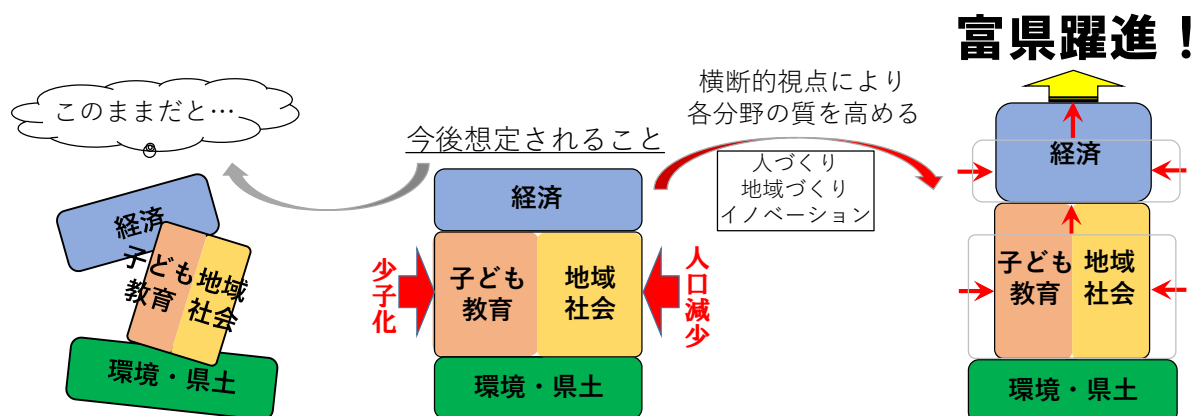 富県躍進！
このままだと…
今後想定されること
横断的視点により
各分野の質を高める
人づくり
地域づくり
イノベーション
経済
子ども
教育
地域
社会
環境・県土
少子化
経済
子ども
教育
地域
社会
人口減少
環境・県土
経済
子ども
教育
地域
社会
環境・県土